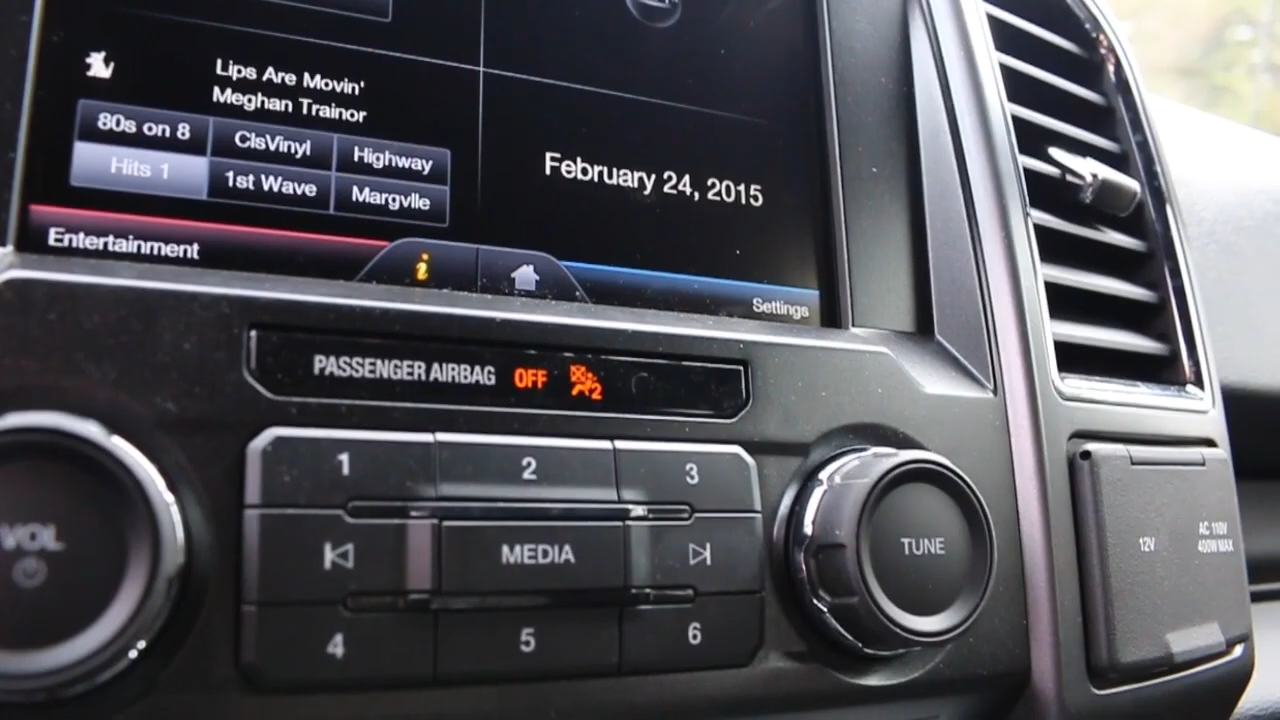 Lips Are Movin'
Meghan Trainor
80s on 8 ClsVinyl Highway
Hits 1 1st Wave Margvlle
February 24, 2015
Entertainment
i
Settings
PASSENGER AIRBAG OFF 2
1 2 3
VOL
MEDIA
TUNE
4 5 6
12V
AC 110V
400W MAX